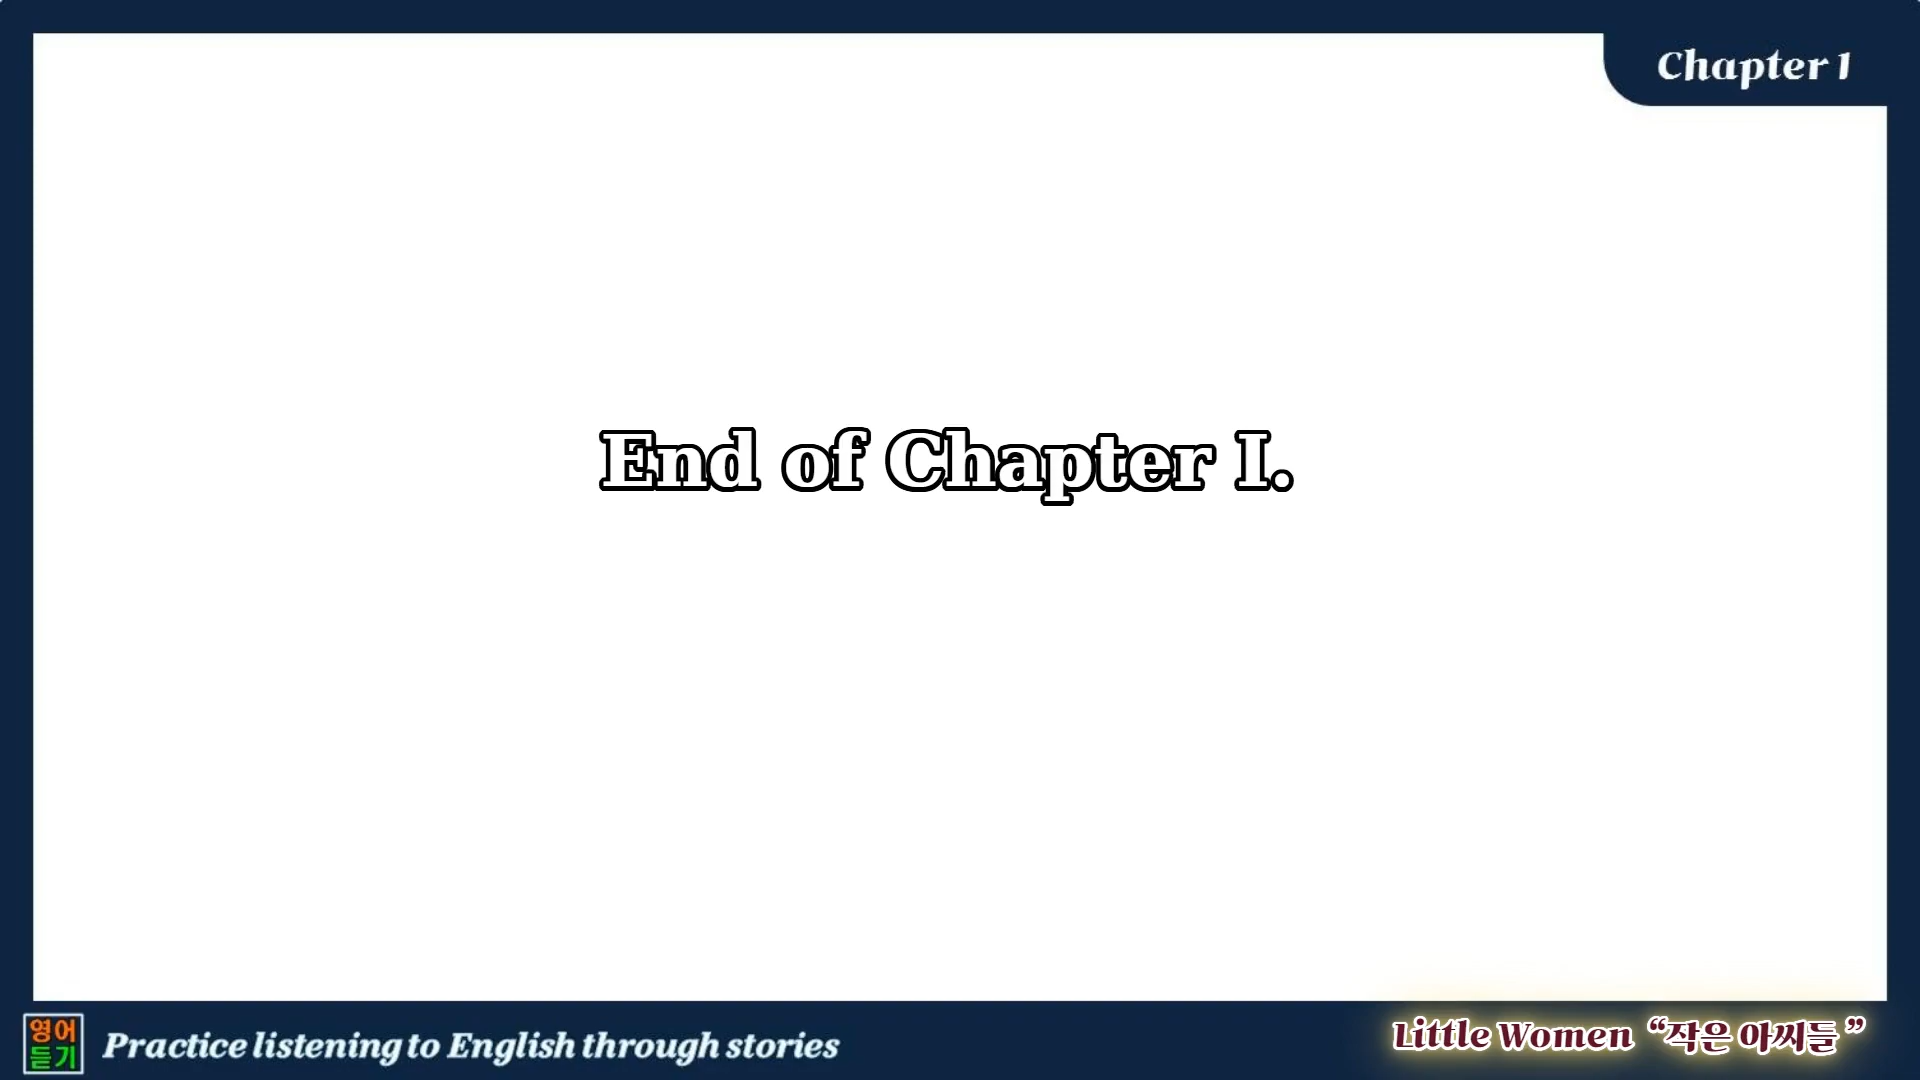 Chapter 1
End of Chapter I.
영어
듣기
Practice listening to English through stories
Little Women “작은 아씨들”